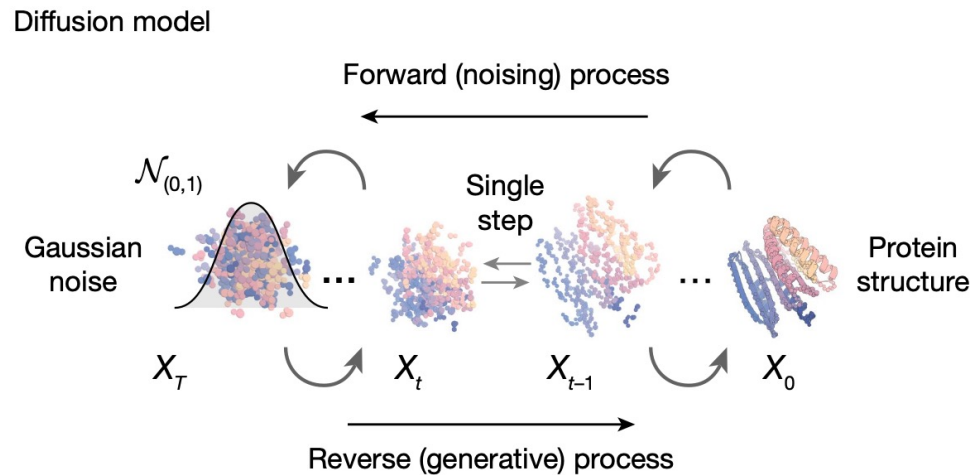 Diffusion model
Forward (noising) process
𝒩(0,1)
Single
step
Gaussian
noise
...
...
Protein
structure
X_T
X_t
X_{t–1}
X_0
Reverse (generative) process